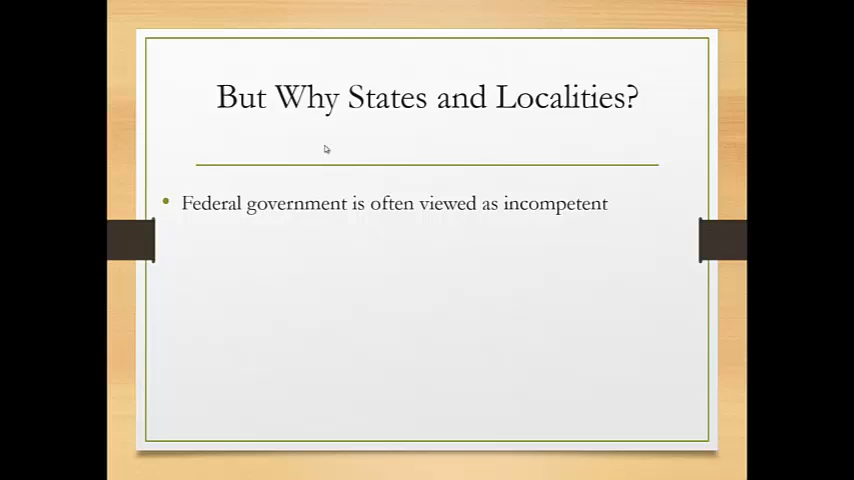 But Why States and Localities?
• Federal government is often viewed as incompetent